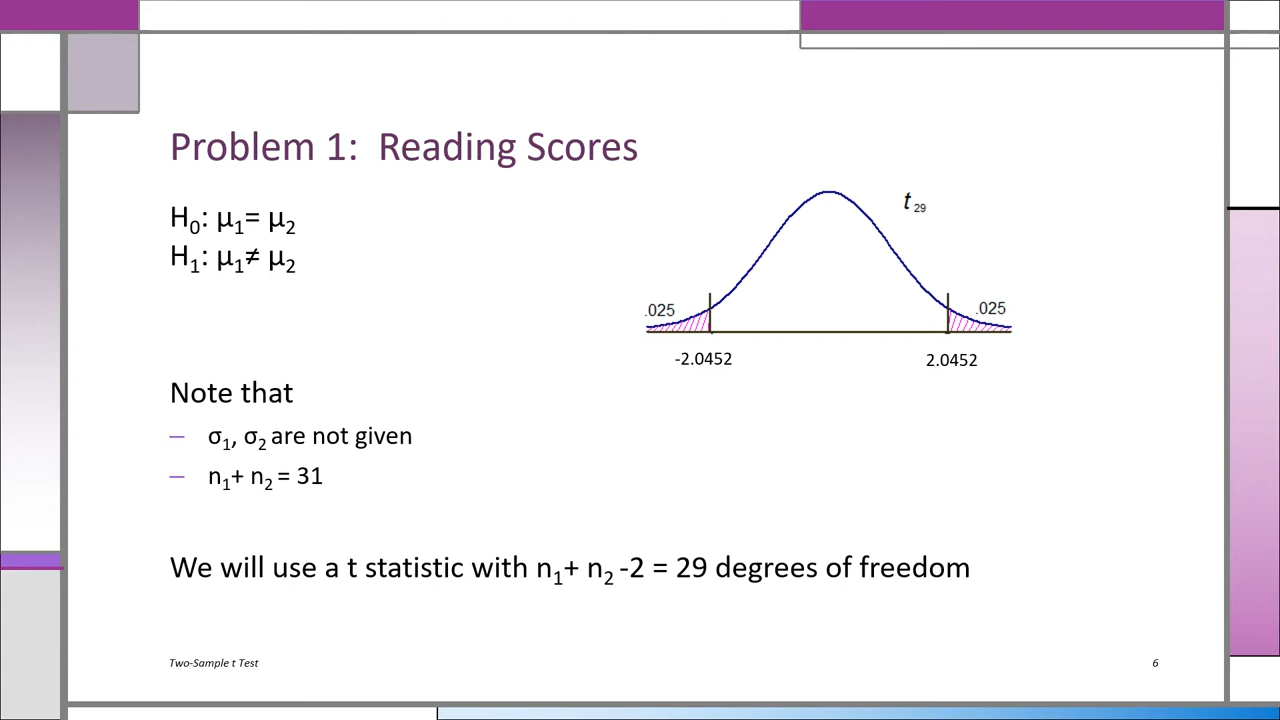 Problem 1:  Reading Scores
H₀: μ₁= μ₂
H₁: μ₁≠ μ₂
t ₂₉
.025
.025
-2.0452
2.0452
Note that
– σ₁, σ₂ are not given
– n₁+ n₂ = 31
We will use a t statistic with n₁+ n₂ -2 = 29 degrees of freedom
Two-Sample t Test
6